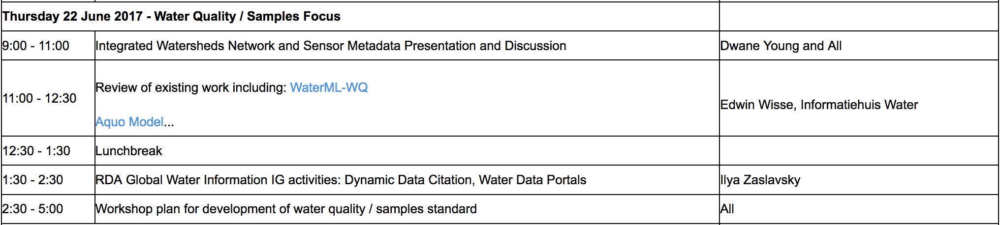 Thursday 22 June 2017 - Water Quality / Samples Focus
9:00 - 11:00 Integrated Watersheds Network and Sensor Metadata Presentation and Discussion Dwane Young and All
11:00 - 12:30 Review of existing work including: WaterML-WQ
Aquo Model... Edwin Wisse, Informatiehuis Water
12:30 - 1:30 Lunchbreak
1:30 - 2:30 RDA Global Water Information IG activities: Dynamic Data Citation, Water Data Portals Ilya Zaslavsky
2:30 - 5:00 Workshop plan for development of water quality / samples standard All